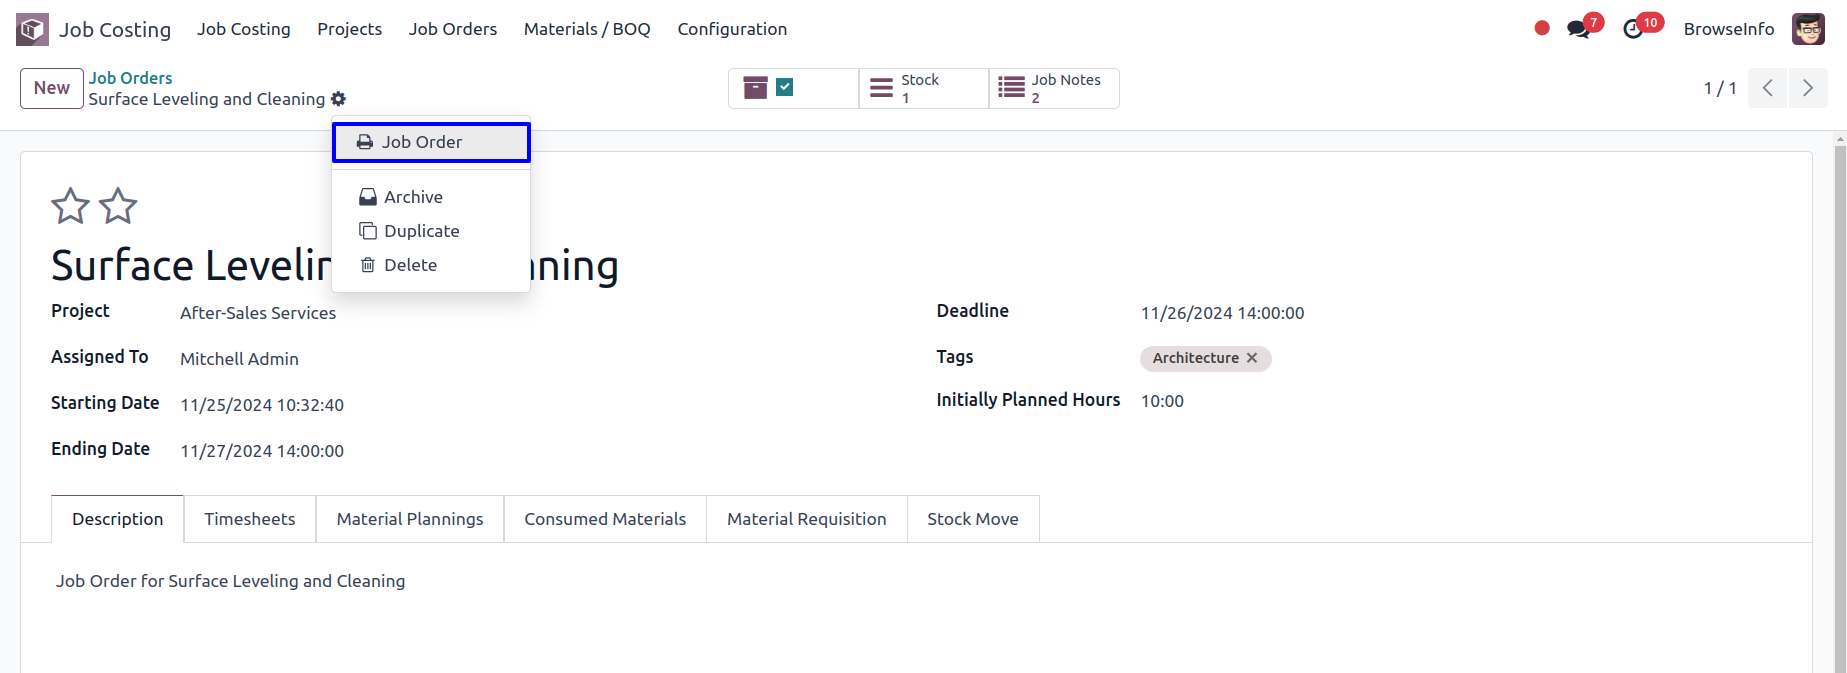 Job Costing Job Costing Projects Job Orders Materials / BOQ Configuration 7 10 BrowseInfo
New Job Orders
Surface Leveling and Cleaning
Stock
1
Job Notes
2
1 / 1
Job Order
Archive
Duplicate
Delete
Surface Levelin ning
Project After-Sales Services
Assigned To Mitchell Admin
Starting Date 11/25/2024 10:32:40
Ending Date 11/27/2024 14:00:00
Deadline 11/26/2024 14:00:00
Tags Architecture
Initially Planned Hours 10:00
Description Timesheets Material Plannings Consumed Materials Material Requisition Stock Move
Job Order for Surface Leveling and Cleaning